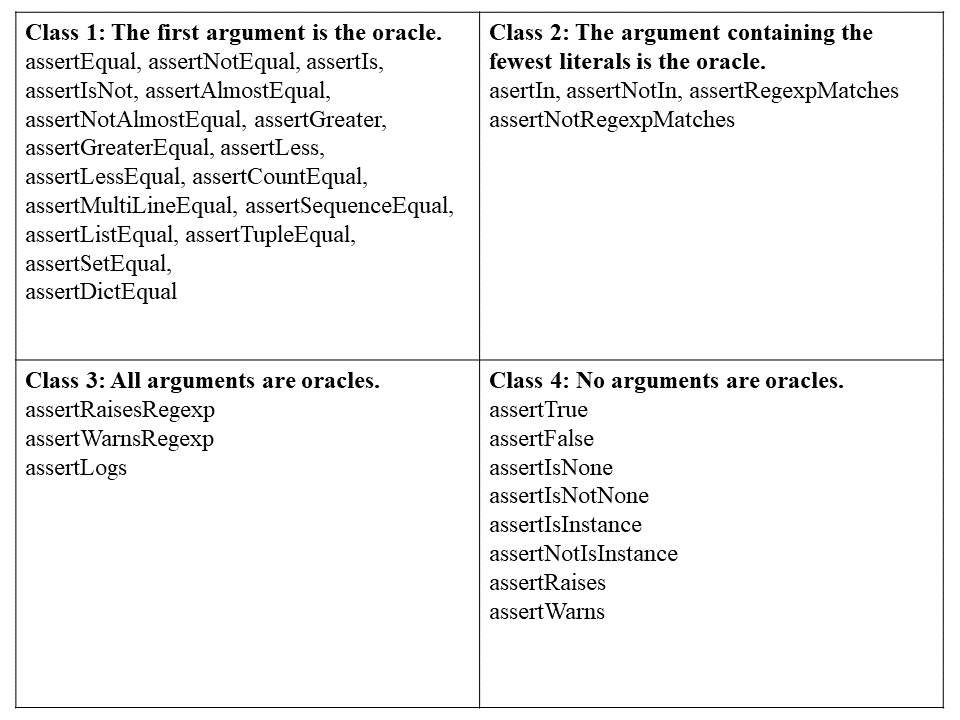 Class 1: The first argument is the oracle.
assertEqual, assertNotEqual, assertIs,
assertIsNot, assertAlmostEqual,
assertNotAlmostEqual, assertGreater,
assertGreaterEqual, assertLess,
assertLessEqual, assertCountEqual,
assertMultiLineEqual, assertSequenceEqual,
assertListEqual, assertTupleEqual,
assertSetEqual,
assertDictEqual
Class 2: The argument containing the
fewest literals is the oracle.
asertIn, assertNotIn, assertRegexpMatches
assertNotRegexpMatches
Class 3: All arguments are oracles.
assertRaisesRegexp
assertWarnsRegexp
assertLogs
Class 4: No arguments are oracles.
assertTrue
assertFalse
assertIsNone
assertIsNotNone
assertIsInstance
assertNotIsInstance
assertRaises
assertWarns